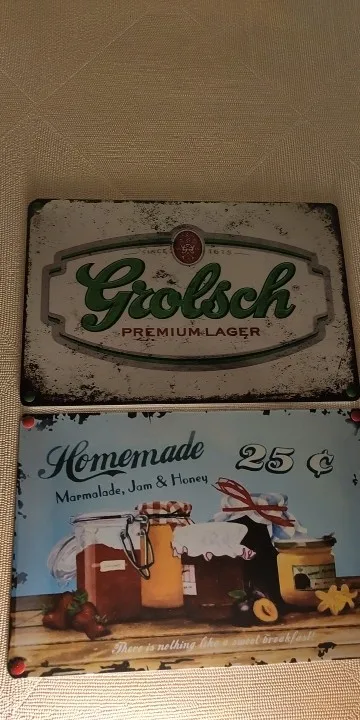 SINCE 1615
Grolsch
PREMIUM LAGER
Homemade 25 ¢
Marmalade, Jam & Honey
There is nothing like a sweet breakfast!